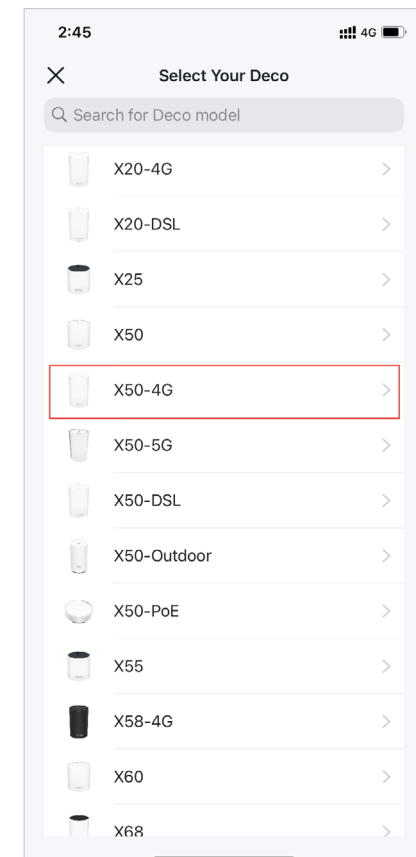 2:45
4G
Select Your Deco
Search for Deco model
X20-4G
X20-DSL
X25
X50
X50-4G
X50-5G
X50-DSL
X50-Outdoor
X50-PoE
X55
X58-4G
X60
X68